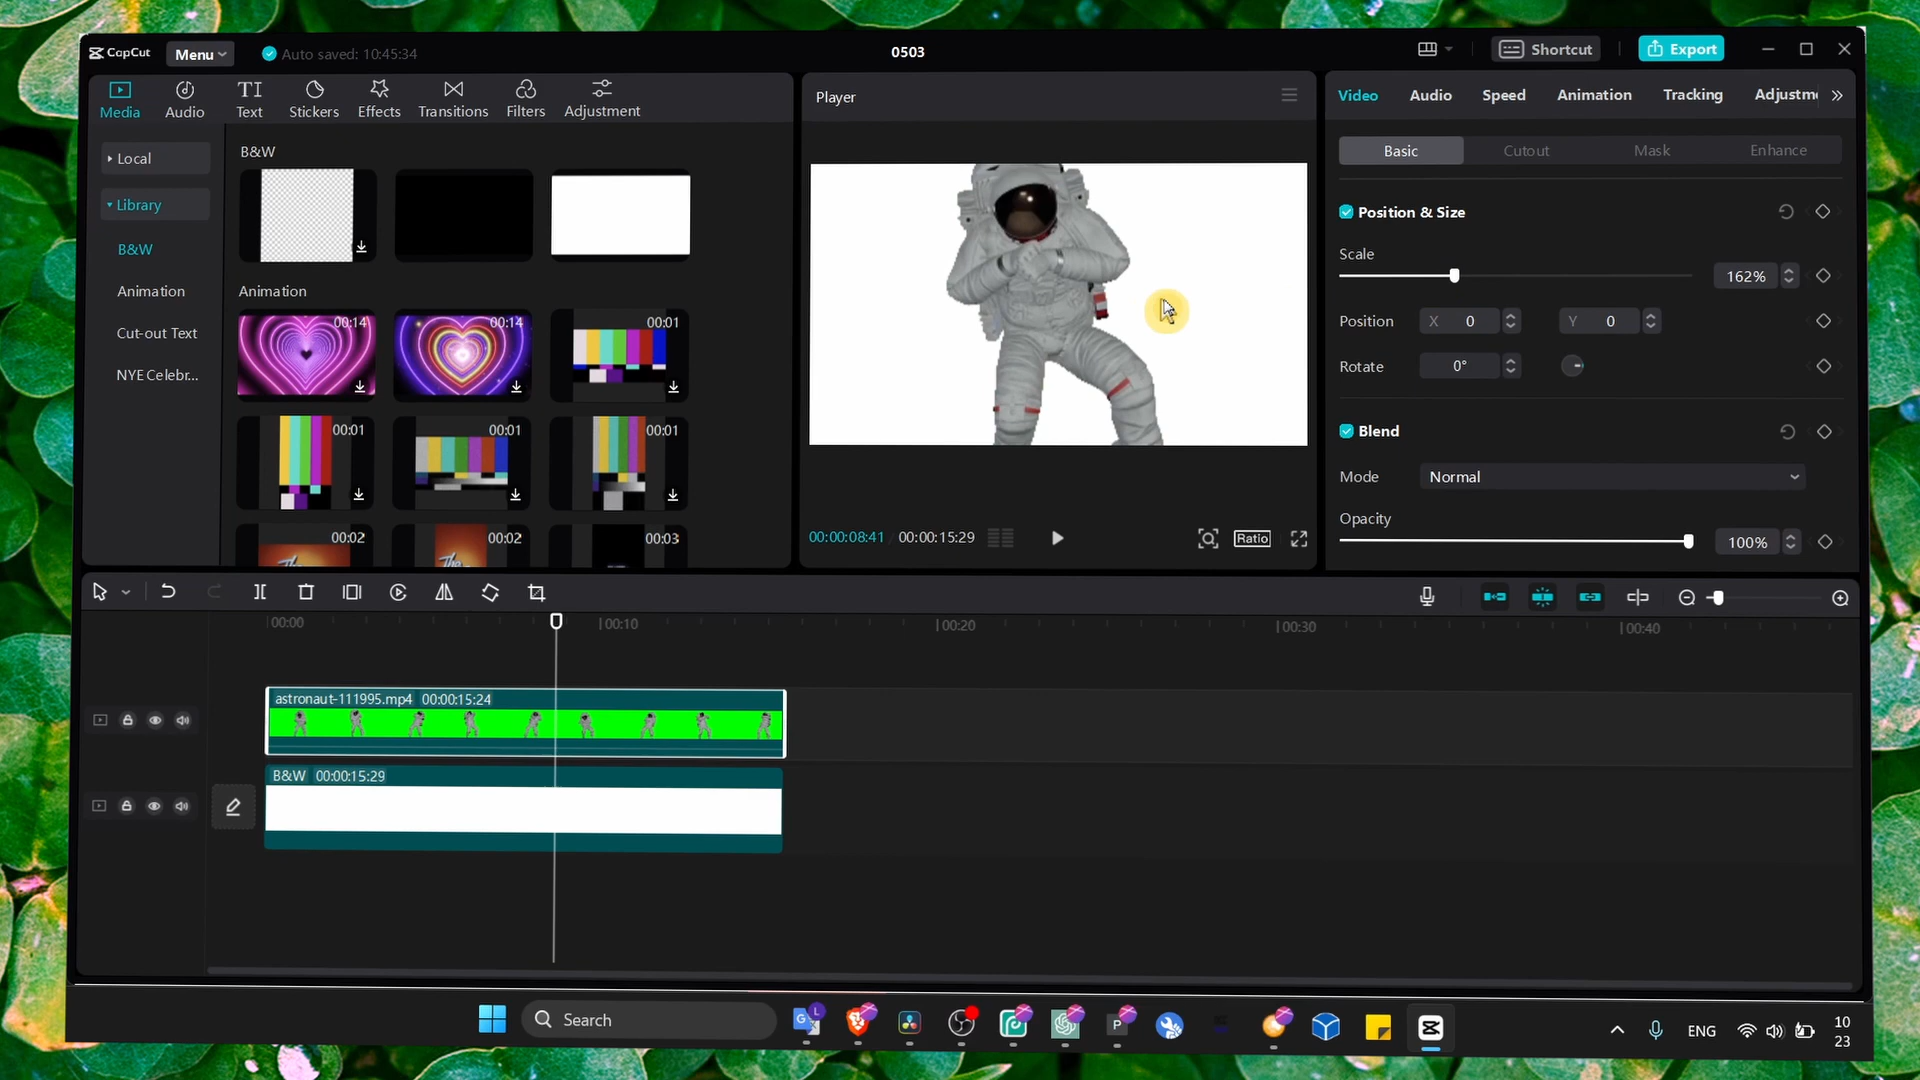 CapCut
Menu
Auto saved: 10:45:34
0503
Shortcut
Export
Media
Audio
Text
Stickers
Effects
Transitions
Filters
Adjustment
Local
Library
B&W
Animation
Cut-out Text
NYE Celebr...
B&W
Animation
00:14
00:14
00:01
00:01
00:01
00:01
00:02
00:02
00:03
Player
00:00:08:41 / 00:00:15:29
Ratio
Video
Audio
Speed
Animation
Tracking
Adjustme
Basic
Cutout
Mask
Enhance
Position & Size
Scale
162%
Position
X 0
Y 0
Rotate
0°
Blend
Mode
Normal
Opacity
100%
00:00
00:10
00:20
00:30
00:40
astronaut-111995.mp4 00:00:15:24
B&W 00:00:15:29
Search
ENG
10
23